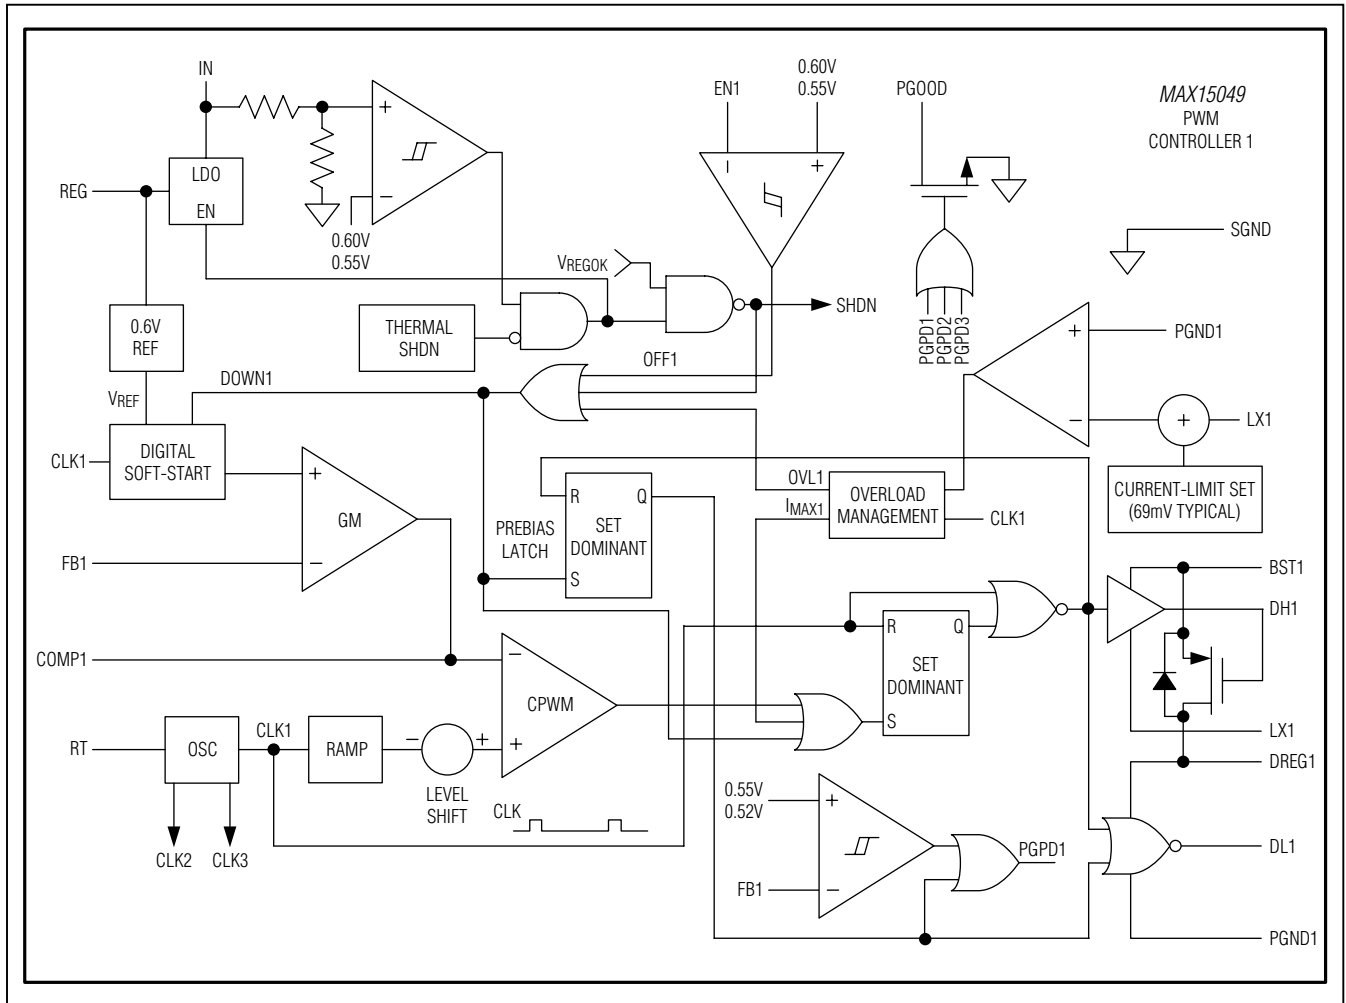 IN
LDO
EN
REG
+
−
0.60V
0.55V
0.60V
0.55V
EN1
−
+
PGOOD
MAX15049
PWM
CONTROLLER 1
SGND
VREGOK
SHDN
THERMAL
SHDN
0.6V
REF
VREF
DOWN1
OFF1
PGPD1
PGPD2
PGPD3
+
−
PGND1
+
LX1
CURRENT-LIMIT SET
(69mV TYPICAL)
CLK1
DIGITAL
SOFT-START
+
GM
−
FB1
R
Q
SET
DOMINANT
S
PREBIAS
LATCH
OVL1
IMAX1
OVERLOAD
MANAGEMENT
CLK1
BST1
DH1
LX1
DREG1
R
Q
SET
DOMINANT
S
COMP1
−
CPWM
+
RT
OSC
CLK1
RAMP
−
+
LEVEL
SHIFT
CLK
CLK2
CLK3
0.55V
0.52V
+
−
FB1
PGPD1
DL1
PGND1